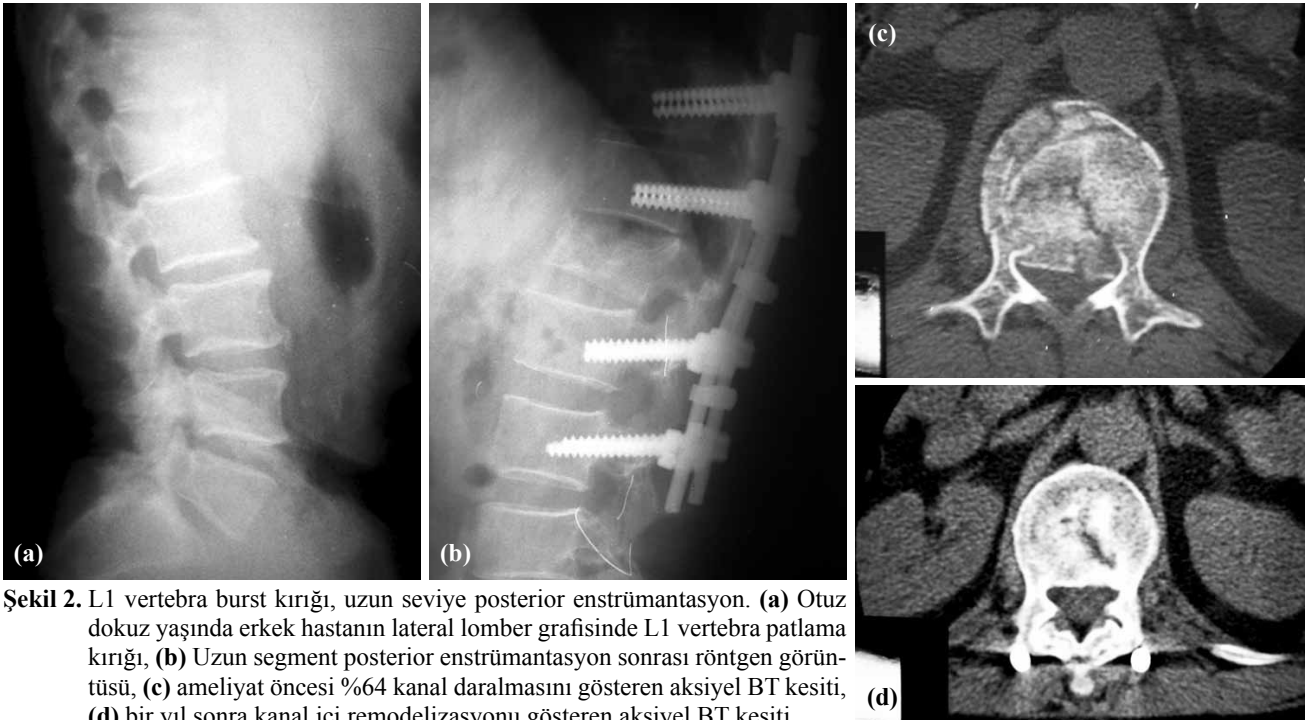 (a)
(b)
(c)
(d)
Şekil 2. L1 vertebra burst kırığı, uzun seviye posterior enstrümantasyon. (a) Otuz
dokuz yaşında erkek hastanın lateral lomber grafisinde L1 vertebra patlama
kırığı, (b) Uzun segment posterior enstrümantasyon sonrası röntgen görün-
tüsü, (c) ameliyat öncesi %64 kanal daralmasını gösteren aksiyel BT kesiti,
(d) bir yıl sonra kanal içi remodelizasyonu gösteren aksiyel BT kesiti.